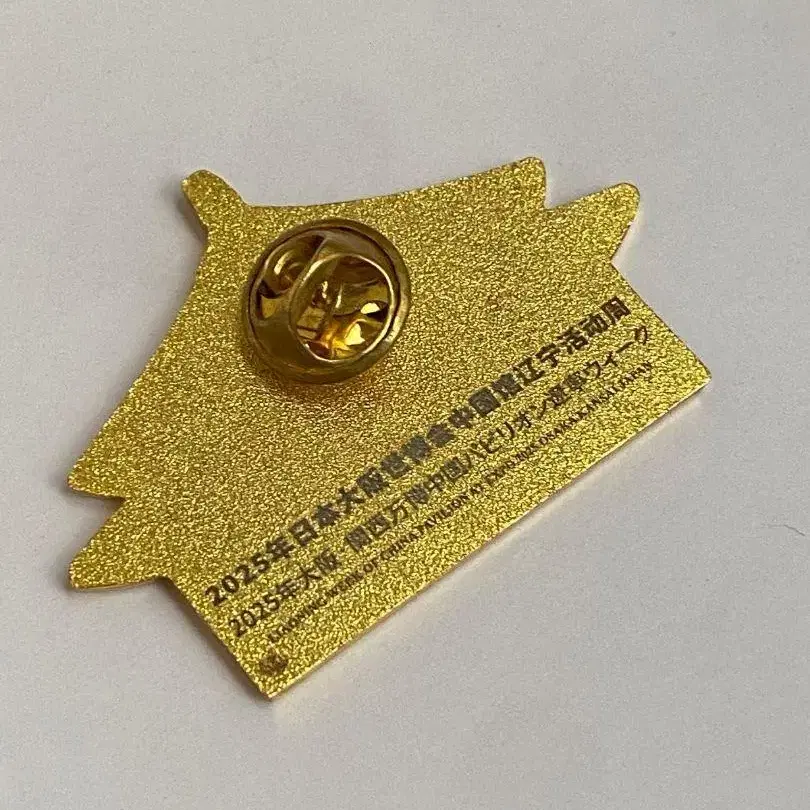 2025年日本大阪世博会中国馆辽宁活动周
2025年大阪・関西万博中国パビリオン遼寧ウィーク
LIAONING WEEK OF CHINA PAVILION AT EXPO 2025 OSAKA KANSAI JAPAN